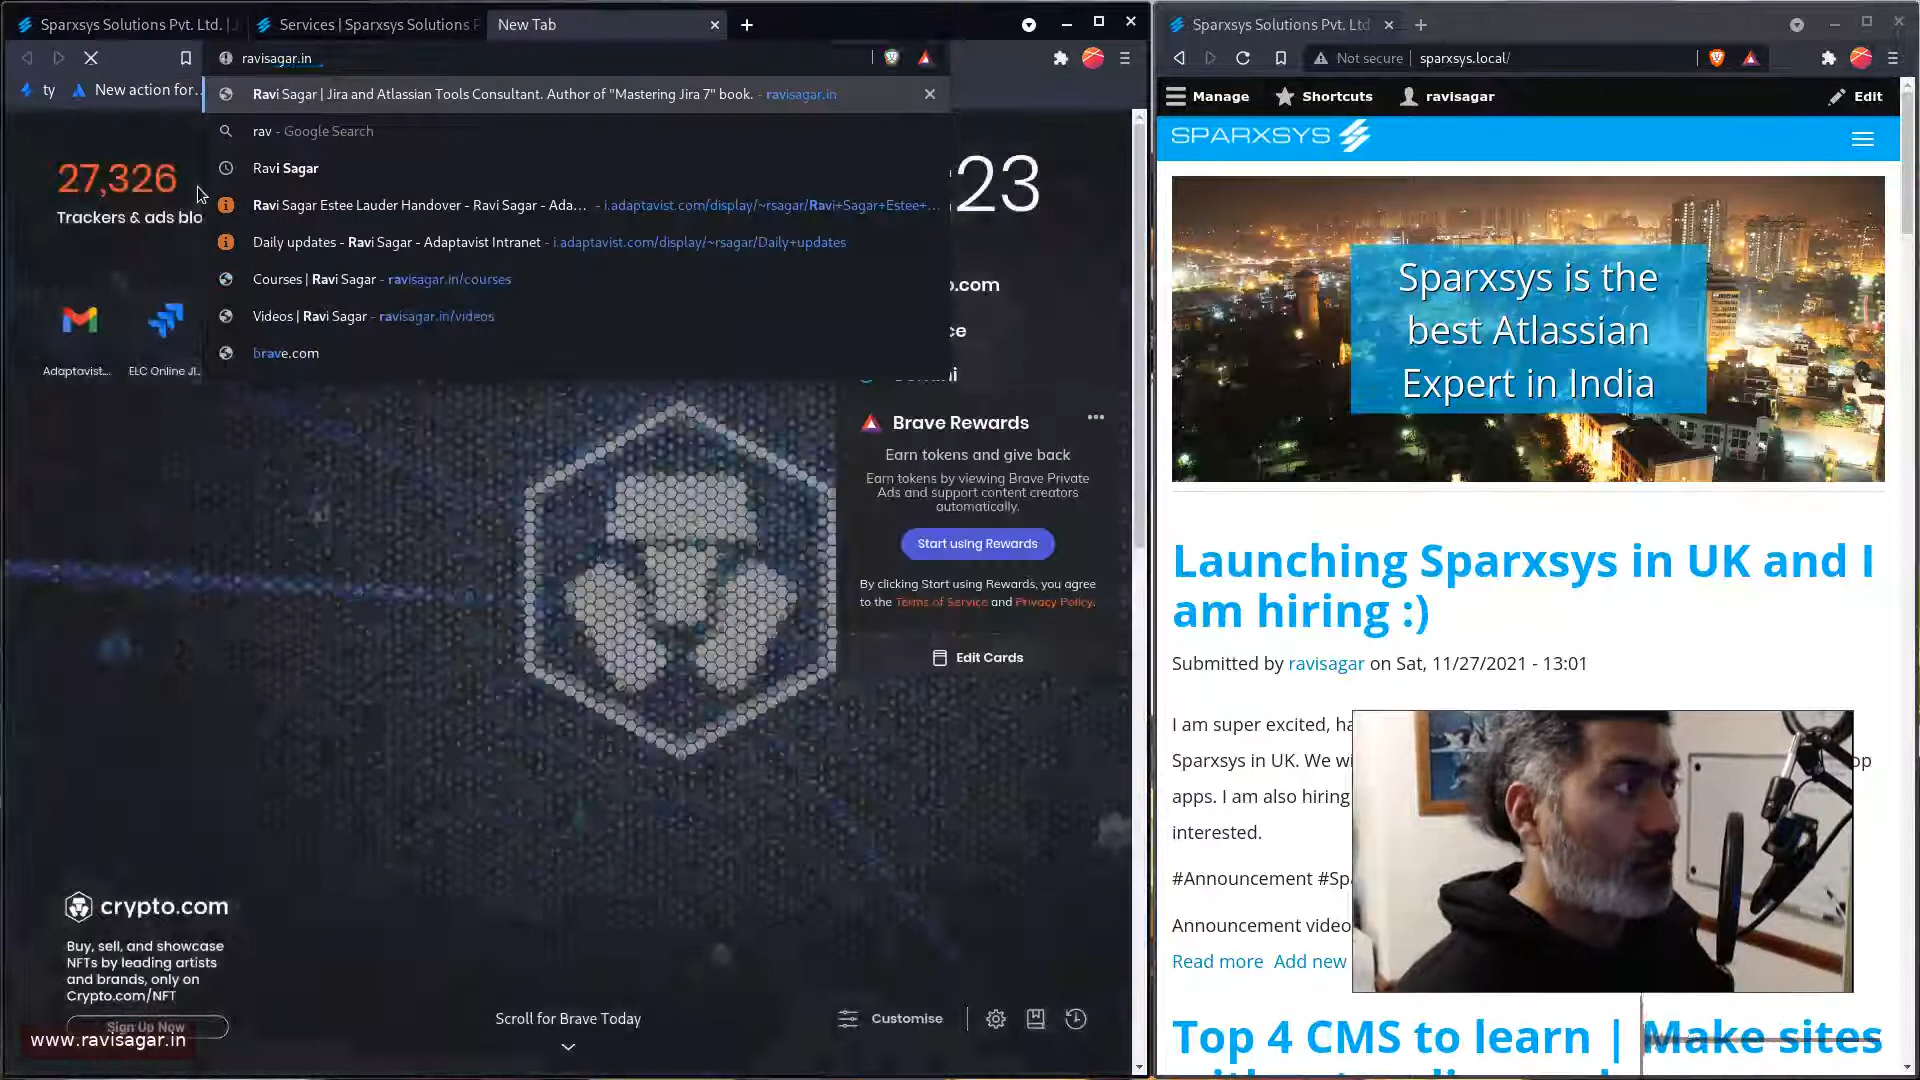 Sparxsys Solutions Pvt. Ltd. |
Services | Sparxsys Solutions P
New Tab
ravisagar.in
ty
New action for..
Ravi Sagar | Jira and Atlassian Tools Consultant. Author of "Mastering Jira 7" book. - ravisagar.in
rav - Google Search
Ravi Sagar
Ravi Sagar Estee Lauder Handover - Ravi Sagar - Ada... - i.adaptavist.com/display/~rsagar/Ravi+Sagar+Estee+...
Daily updates - Ravi Sagar - Adaptavist Intranet - i.adaptavist.com/display/~rsagar/Daily+updates
Courses | Ravi Sagar - ravisagar.in/courses
Videos | Ravi Sagar - ravisagar.in/videos
brave.com
27,326
Trackers & ads blo
:23
Adaptavist...
ELC Online JI..
Brave Rewards
Earn tokens and give back
Earn tokens by viewing Brave Private
Ads and support content creators
automatically.
Start using Rewards
By clicking Start using Rewards, you agree
to the Terms of Service and Privacy Policy.
Edit Cards
crypto.com
Buy, sell, and showcase
NFTs by leading artists
and brands, only on
Crypto.com/NFT
Sign Up Now
www.ravisagar.in
Scroll for Brave Today
Customise
Sparxsys Solutions Pvt. Ltd
Not secure
sparxsys.local/
Manage
Shortcuts
ravisagar
Edit
SPARXSYS
Sparxsys is the
best Atlassian
Expert in India
Launching Sparxsys in UK and I
am hiring :)
Submitted by ravisagar on Sat, 11/27/2021 - 13:01
I am super excited, ha
Sparxsys in UK. We wi
op
apps. I am also hiring
interested.
#Announcement #Spa
Announcement video
Read more Add new
Top 4 CMS to learn | Make sites